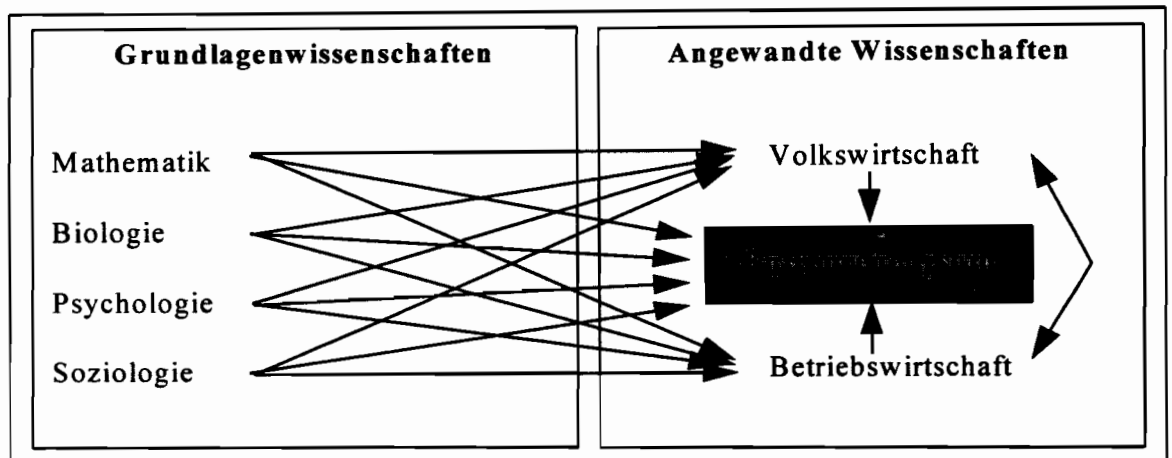 Grundlagenwissenschaften
Mathematik
Biologie
Psychologie
Soziologie
Angewandte Wissenschaften
Volkswirtschaft
Betriebswirtschaft